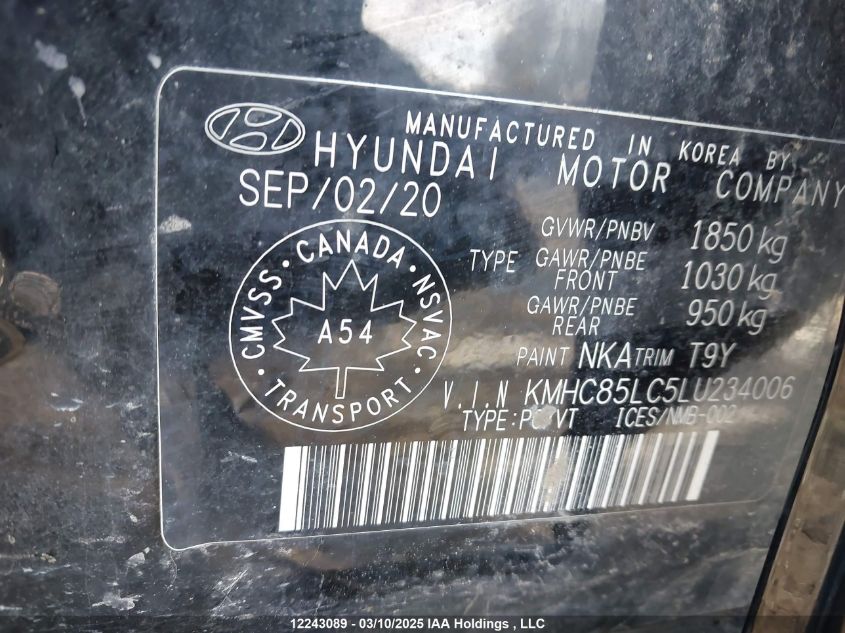 MANUFACTURED IN KOREA BY
HYUNDAI MOTOR COMPANY
SEP/02/20
GVWR/PNBV 1850 kg
TYPE GAWR/PNBE FRONT 1030 kg
GAWR/PNBE REAR 950 kg
PAINT NKA TRIM T9Y
V.I.N KMHC85LC5LU234006
TYPE: ICES/NMB-002
CMVSS · CANADA · NSVAC · TRANSPORT ·
A54
12243089 - 03/10/2025 IAA Holdings , LLC